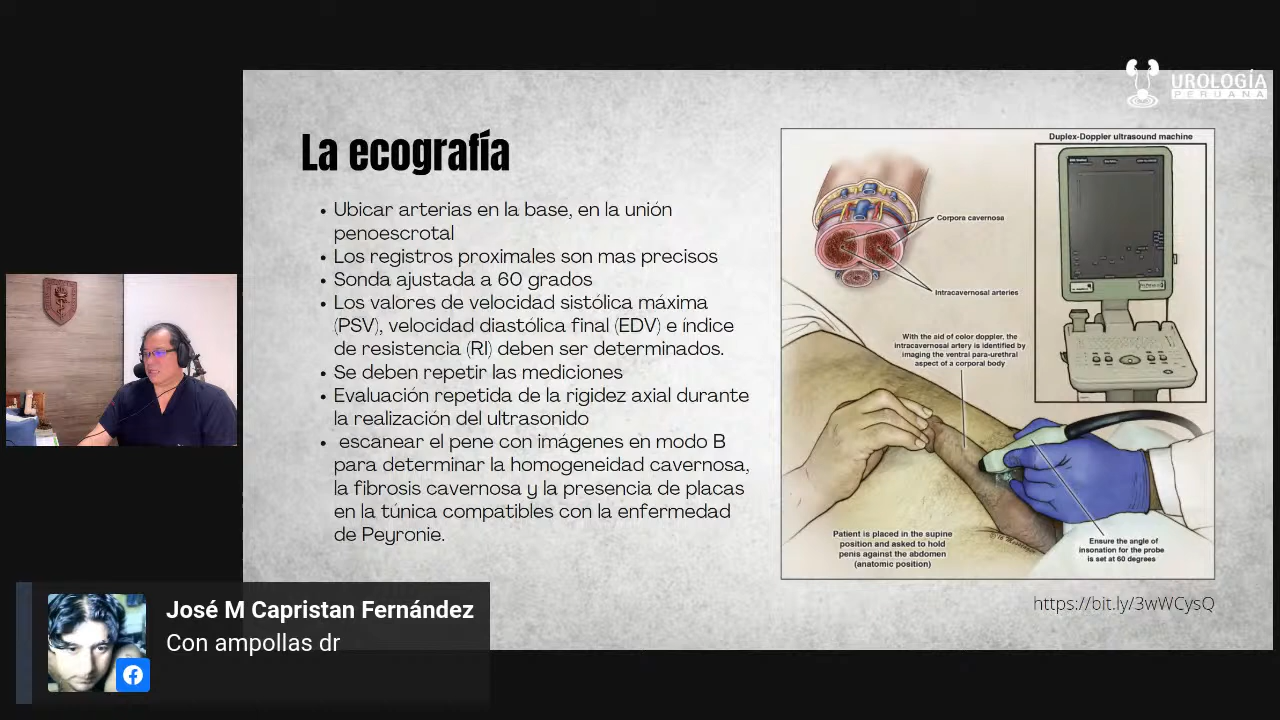 UROLOGÍA
PERUANA
La ecografía
• Ubicar arterias en la base, en la unión
penoescrotal
• Los registros proximales son mas precisos
• Sonda ajustada a 60 grados
• Los valores de velocidad sistólica máxima
(PSV), velocidad diastólica final (EDV) e índice
de resistencia (RI) deben ser determinados.
• Se deben repetir las mediciones
• Evaluación repetida de la rigidez axial durante
la realización del ultrasonido
• escanear el pene con imágenes en modo B
para determinar la homogeneidad cavernosa,
la fibrosis cavernosa y la presencia de placas
en la túnica compatibles con la enfermedad
de Peyronie.
Duplex-Doppler ultrasound machine
Corpora cavernosa
Intracavernosal arteries
With the aid of color doppler, the
intracavernosal artery is identified by
imaging the ventral para-urethral
aspect of a corporal body
Patient is placed in the supine
position and asked to hold
penis against the abdomen
(anatomic position)
Ensure the angle of
insonation for the probe
is set at 60 degrees
https://bit.ly/3wWCysQ
José M Capristan Fernández
Con ampollas dr